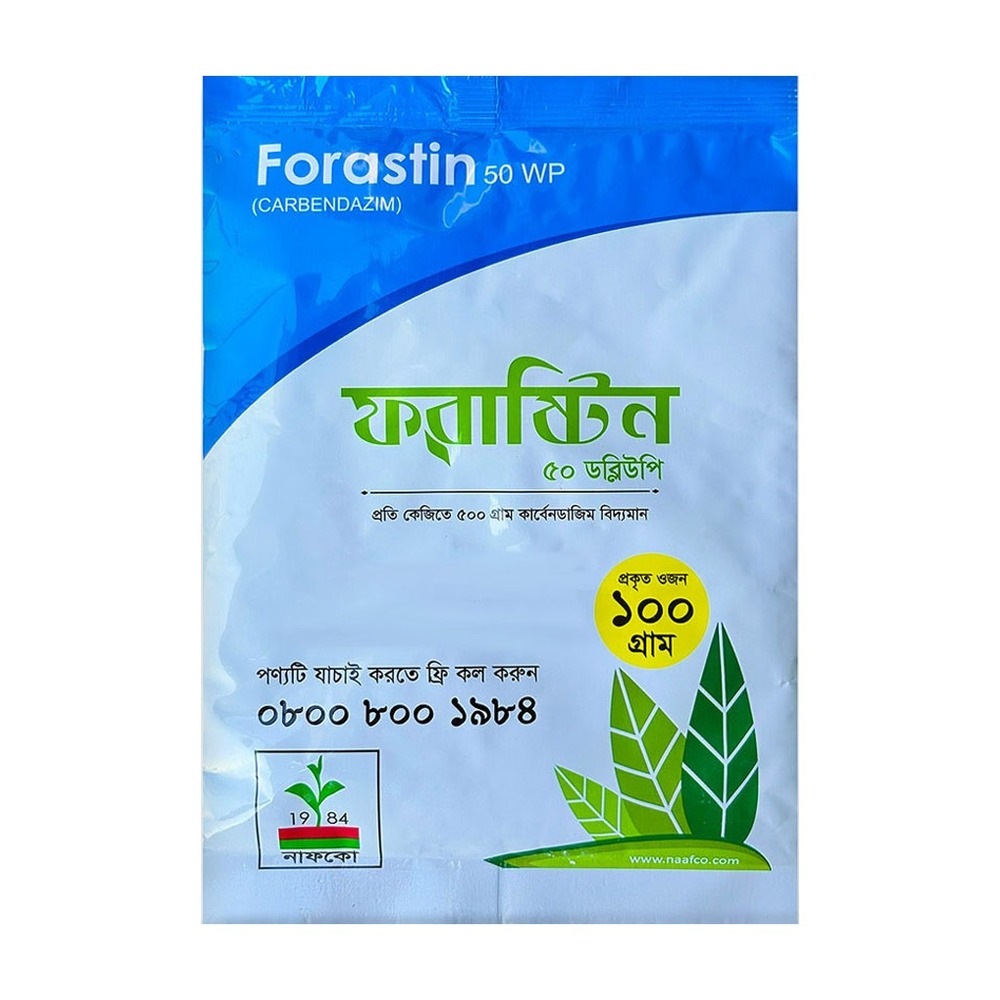 Forastin 50 WP
(CARBENDAZIM)
ফরাষ্টিন
৫০ ডব্লিউপি
প্রতি কেজিতে ৫০০ গ্রাম কার্বেনডাজিম বিদ্যমান
প্রকৃত ওজন
১০০
গ্রাম
পণ্যটি যাচাই করতে ফ্রি কল করুন
০৮০০ ৮০০ ১৯৮৪
19 84
নাফকো
www.naafco.com